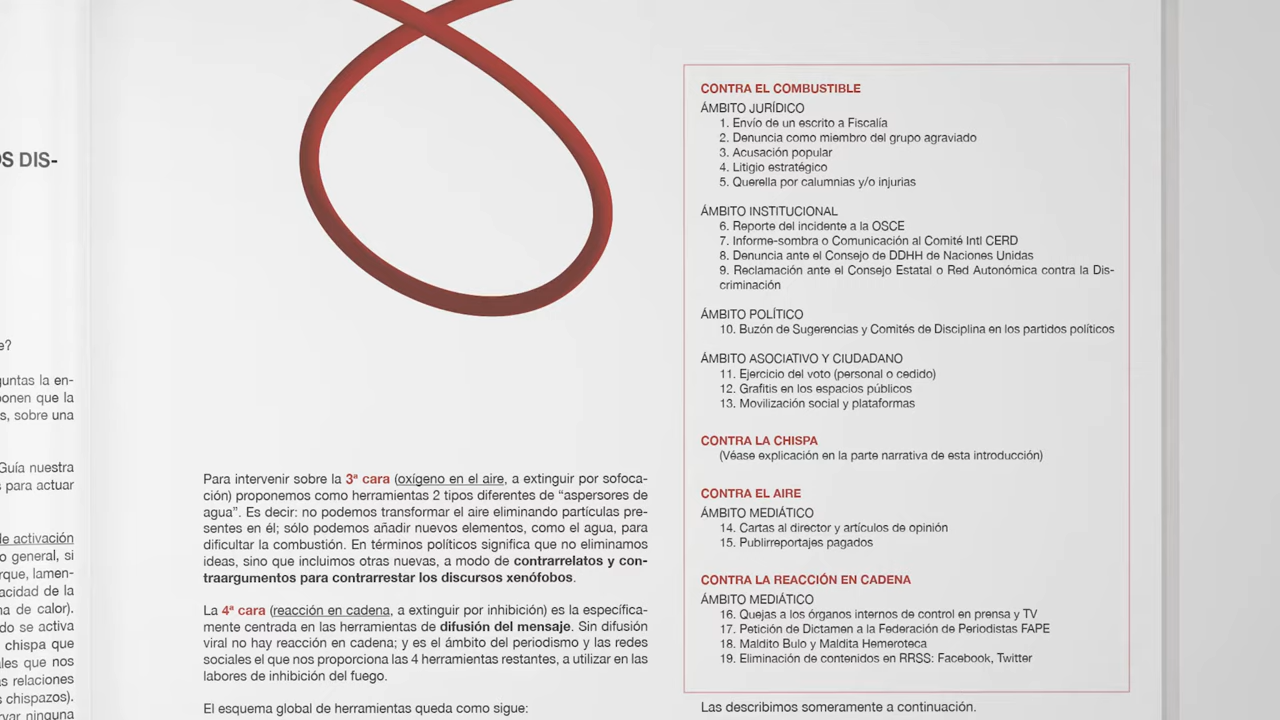 OS DIS-
e?
guntas la en-
ponen que la
s, sobre una
Guía nuestra
s para actuar
de activación
o general, si
rque, lamen-
acidad de la
na de calor).
do se activa
chispa que
ales que nos
as relaciones
s chispazos).
rvar ninguna
Para intervenir sobre la 3ª cara (oxígeno en el aire, a extinguir por sofoca-
ción) proponemos como herramientas 2 tipos diferentes de “aspersores de
agua”. Es decir: no podemos transformar el aire eliminando partículas pre-
sentes en él; sólo podemos añadir nuevos elementos, como el agua, para
dificultar la combustión. En términos políticos significa que no eliminamos
ideas, sino que incluimos otras nuevas, a modo de contrarrelatos y con-
traargumentos para contrarrestar los discursos xenófobos.
La 4ª cara (reacción en cadena, a extinguir por inhibición) es la específica-
mente centrada en las herramientas de difusión del mensaje. Sin difusión
viral no hay reacción en cadena; y es el ámbito del periodismo y las redes
sociales el que nos proporciona las 4 herramientas restantes, a utilizar en las
labores de inhibición del fuego.
El esquema global de herramientas queda como sigue:
CONTRA EL COMBUSTIBLE
ÁMBITO JURÍDICO
1. Envío de un escrito a Fiscalía
2. Denuncia como miembro del grupo agraviado
3. Acusación popular
4. Litigio estratégico
5. Querella por calumnias y/o injurias
ÁMBITO INSTITUCIONAL
6. Reporte del incidente a la OSCE
7. Informe-sombra o Comunicación al Comité Intl CERD
8. Denuncia ante el Consejo de DDHH de Naciones Unidas
9. Reclamación ante el Consejo Estatal o Red Autonómica contra la Dis-
criminación
ÁMBITO POLÍTICO
10. Buzón de Sugerencias y Comités de Disciplina en los partidos políticos
ÁMBITO ASOCIATIVO Y CIUDADANO
11. Ejercicio del voto (personal o cedido)
12. Grafitis en los espacios públicos
13. Movilización social y plataformas
CONTRA LA CHISPA
(Véase explicación en la parte narrativa de esta introducción)
CONTRA EL AIRE
ÁMBITO MEDIÁTICO
14. Cartas al director y artículos de opinión
15. Publirreportajes pagados
CONTRA LA REACCIÓN EN CADENA
ÁMBITO MEDIÁTICO
16. Quejas a los órganos internos de control en prensa y TV
17. Petición de Dictamen a la Federación de Periodistas FAPE
18. Maldito Bulo y Maldita Hemeroteca
19. Eliminación de contenidos en RRSS: Facebook, Twitter
Las describimos someramente a continuación.